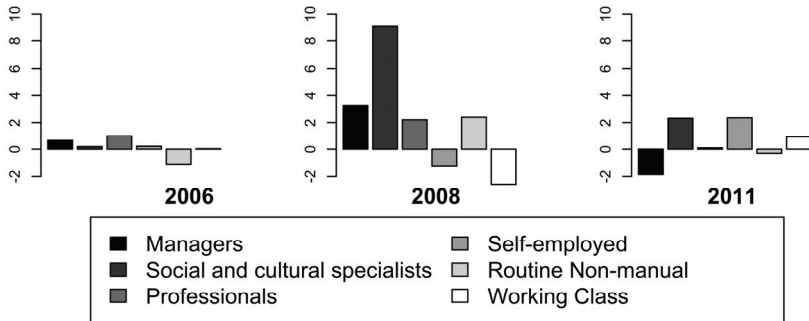 10 10 10
8 8 8
6 6 6
4 4 4
2 2 2
0 0 0
-2 -2 -2
2006 2008 2011
Managers Self-employed
Social and cultural specialists Routine Non-manual
Professionals Working Class